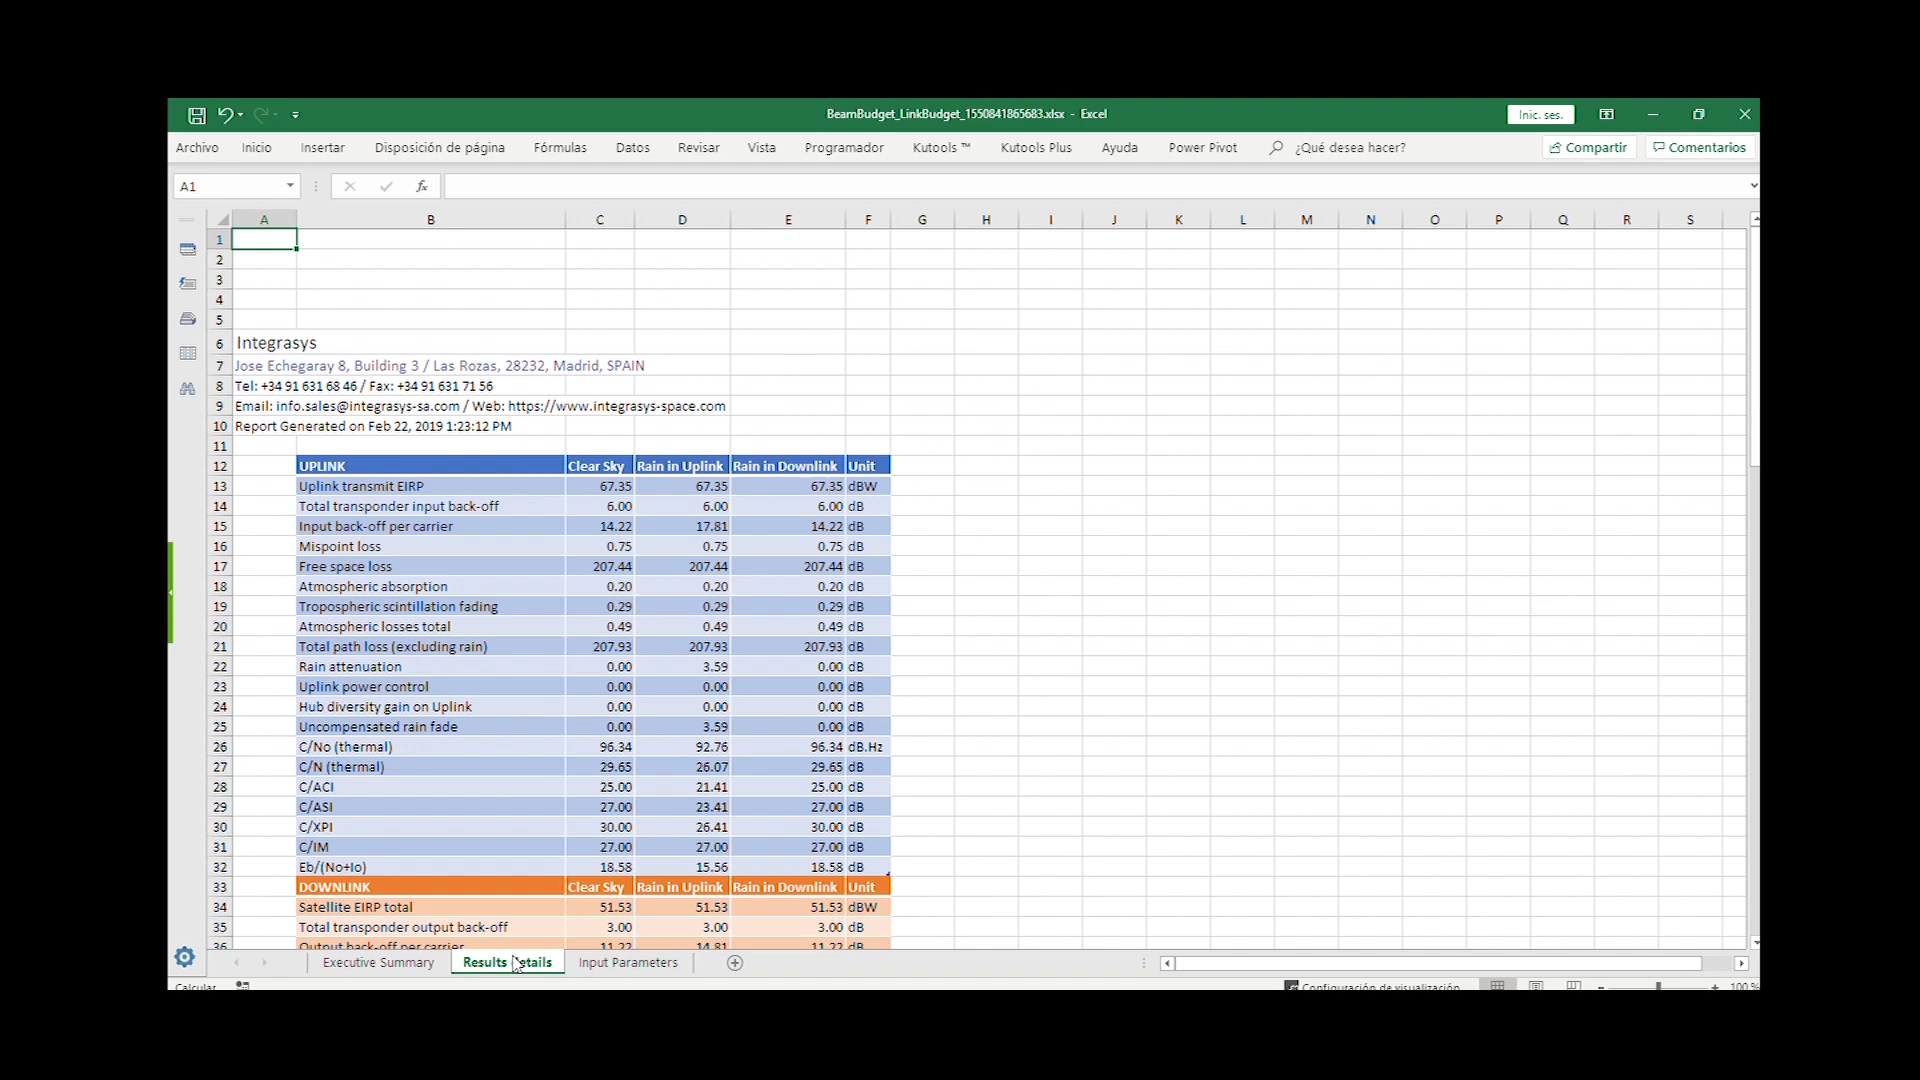 BeamBudget_LinkBudget_1550841865683.xlsx - Excel
Inic. ses.
Archivo Inicio Insertar Disposición de página Fórmulas Datos Revisar Vista Programador Kutools ™ Kutools Plus Ayuda Power Pivot ¿Qué desea hacer? Compartir Comentarios
A1 fx
A B C D E F G H I J K L M N O P Q R S
1
2
3
4
5
6 Integrasys
7 Jose Echegaray 8, Building 3 / Las Rozas, 28232, Madrid, SPAIN
8 Tel: +34 91 631 68 46 / Fax: +34 91 631 71 56
9 Email: info.sales@integrasys-sa.com / Web: https://www.integrasys-space.com
10 Report Generated on Feb 22, 2019 1:23:12 PM
11
12 UPLINK Clear Sky Rain in Uplink Rain in Downlink Unit
13 Uplink transmit EIRP 67.35 67.35 67.35 dBW
14 Total transponder input back-off 6.00 6.00 6.00 dB
15 Input back-off per carrier 14.22 17.81 14.22 dB
16 Mispoint loss 0.75 0.75 0.75 dB
17 Free space loss 207.44 207.44 207.44 dB
18 Atmospheric absorption 0.20 0.20 0.20 dB
19 Tropospheric scintillation fading 0.29 0.29 0.29 dB
20 Atmospheric losses total 0.49 0.49 0.49 dB
21 Total path loss (excluding rain) 207.93 207.93 207.93 dB
22 Rain attenuation 0.00 3.59 0.00 dB
23 Uplink power control 0.00 0.00 0.00 dB
24 Hub diversity gain on Uplink 0.00 0.00 0.00 dB
25 Uncompensated rain fade 0.00 3.59 0.00 dB
26 C/No (thermal) 96.34 92.76 96.34 dB.Hz
27 C/N (thermal) 29.65 26.07 29.65 dB
28 C/ACI 25.00 21.41 25.00 dB
29 C/ASI 27.00 23.41 27.00 dB
30 C/XPI 30.00 26.41 30.00 dB
31 C/IM 27.00 27.00 27.00 dB
32 Eb/(No+Io) 18.58 15.56 18.58 dB
33 DOWNLINK Clear Sky Rain in Uplink Rain in Downlink Unit
34 Satellite EIRP total 51.53 51.53 51.53 dBW
35 Total transponder output back-off 3.00 3.00 3.00 dB
36 Output back-off per carrier 11.22 14.81 11.22 dB
Executive Summary Results Details Input Parameters
Calcular Configuración de visualización 100 %